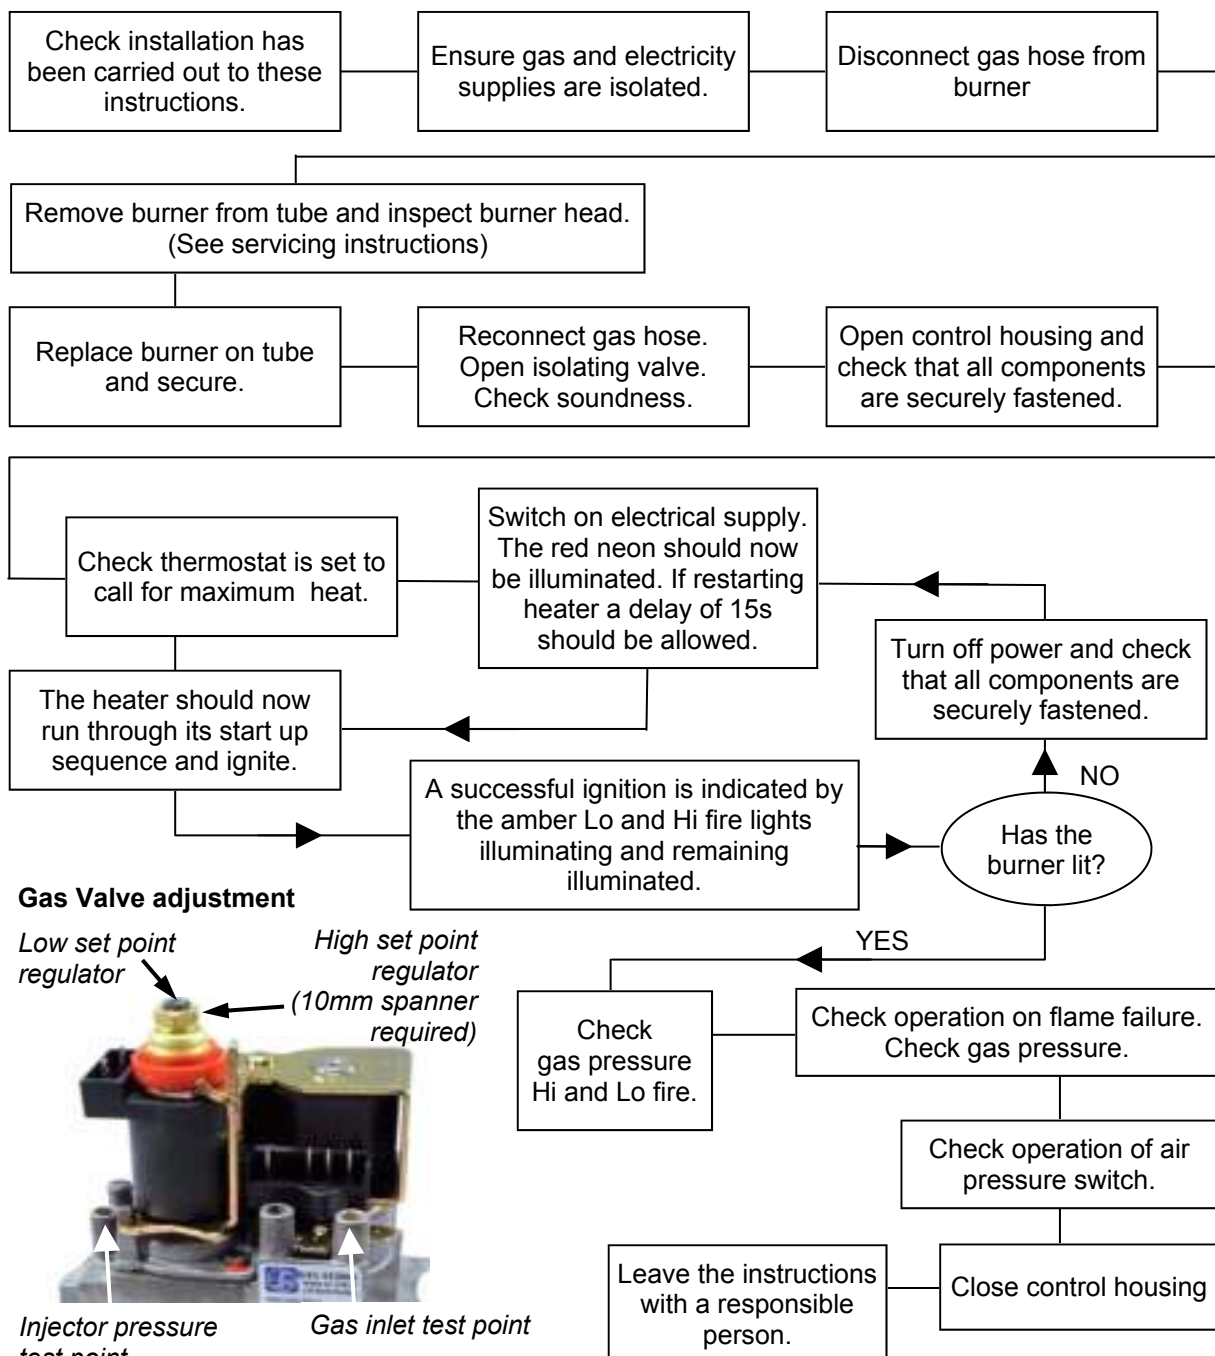 Check installation has
been carried out to these
instructions.
Ensure gas and electricity
supplies are isolated.
Disconnect gas hose from
burner
Remove burner from tube and inspect burner head.
(See servicing instructions)
Replace burner on tube
and secure.
Reconnect gas hose.
Open isolating valve.
Check soundness.
Open control housing and
check that all components
are securely fastened.
Check thermostat is set to
call for maximum heat.
Switch on electrical supply.
The red neon should now
be illuminated. If restarting
heater a delay of 15s
should be allowed.
Turn off power and check
that all components are
securely fastened.
The heater should now
run through its start up
sequence and ignite.
NO
A successful ignition is indicated by
the amber Lo and Hi fire lights
illuminating and remaining
illuminated.
Has the
burner lit?
YES
Gas Valve adjustment
Low set point
regulator
High set point
regulator
(10mm spanner
required)
Check
gas pressure
Hi and Lo fire.
Check operation on flame failure.
Check gas pressure.
Check operation of air
pressure switch.
Close control housing
Leave the instructions
with a responsible
person.
Injector pressure
test point
Gas inlet test point